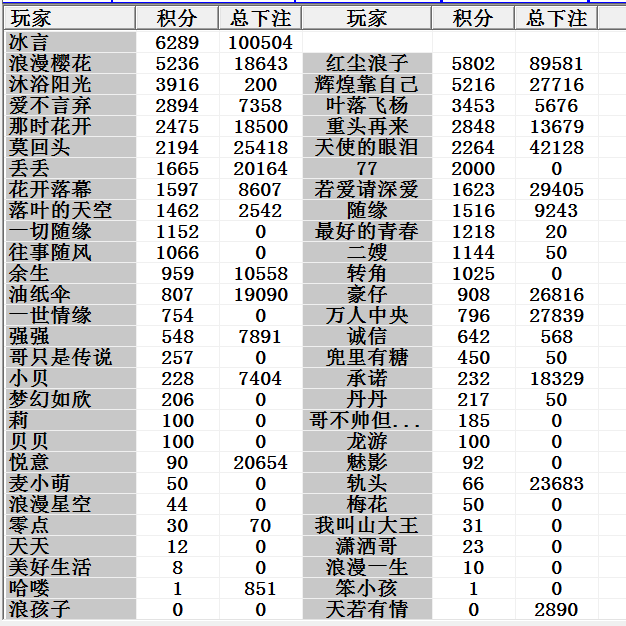 玩家 积分 总下注 玩家 积分 总下注
冰言 6289 100504
浪漫樱花 5236 18643 红尘浪子 5802 89581
沐浴阳光 3916 200 辉煌靠自己 5216 27716
爱不言弃 2894 7358 叶落飞杨 3453 5676
那时花开 2475 18500 重头再来 2848 13679
莫回头 2194 25418 天使的眼泪 2264 42128
丢丢 1665 20164 77 2000 0
花开落幕 1597 8607 若爱请深爱 1623 29405
落叶的天空 1462 2542 随缘 1516 9243
一切随缘 1152 0 最好的青春 1218 20
往事随风 1066 0 二嫂 1144 50
余生 959 10558 转角 1025 0
油纸伞 807 19090 豪仔 908 26816
一世情缘 754 0 万人中央 796 27839
强强 548 7891 诚信 642 568
哥只是传说 257 0 兜里有糖 450 50
小贝 228 7404 承诺 232 18329
梦幻如欣 206 0 丹丹 217 50
莉 100 0 哥不帅但... 185 0
贝贝 100 0 龙游 100 0
悦意 90 20654 魅影 92 0
麦小萌 50 0 轨头 66 23683
浪漫星空 44 0 梅花 50 0
零点 30 70 我叫山大王 31 0
天天 12 0 潇洒哥 23 0
美好生活 8 0 浪漫一生 10 0
哈喽 1 851 笨小孩 1 0
浪孩子 0 0 天若有情 0 2890